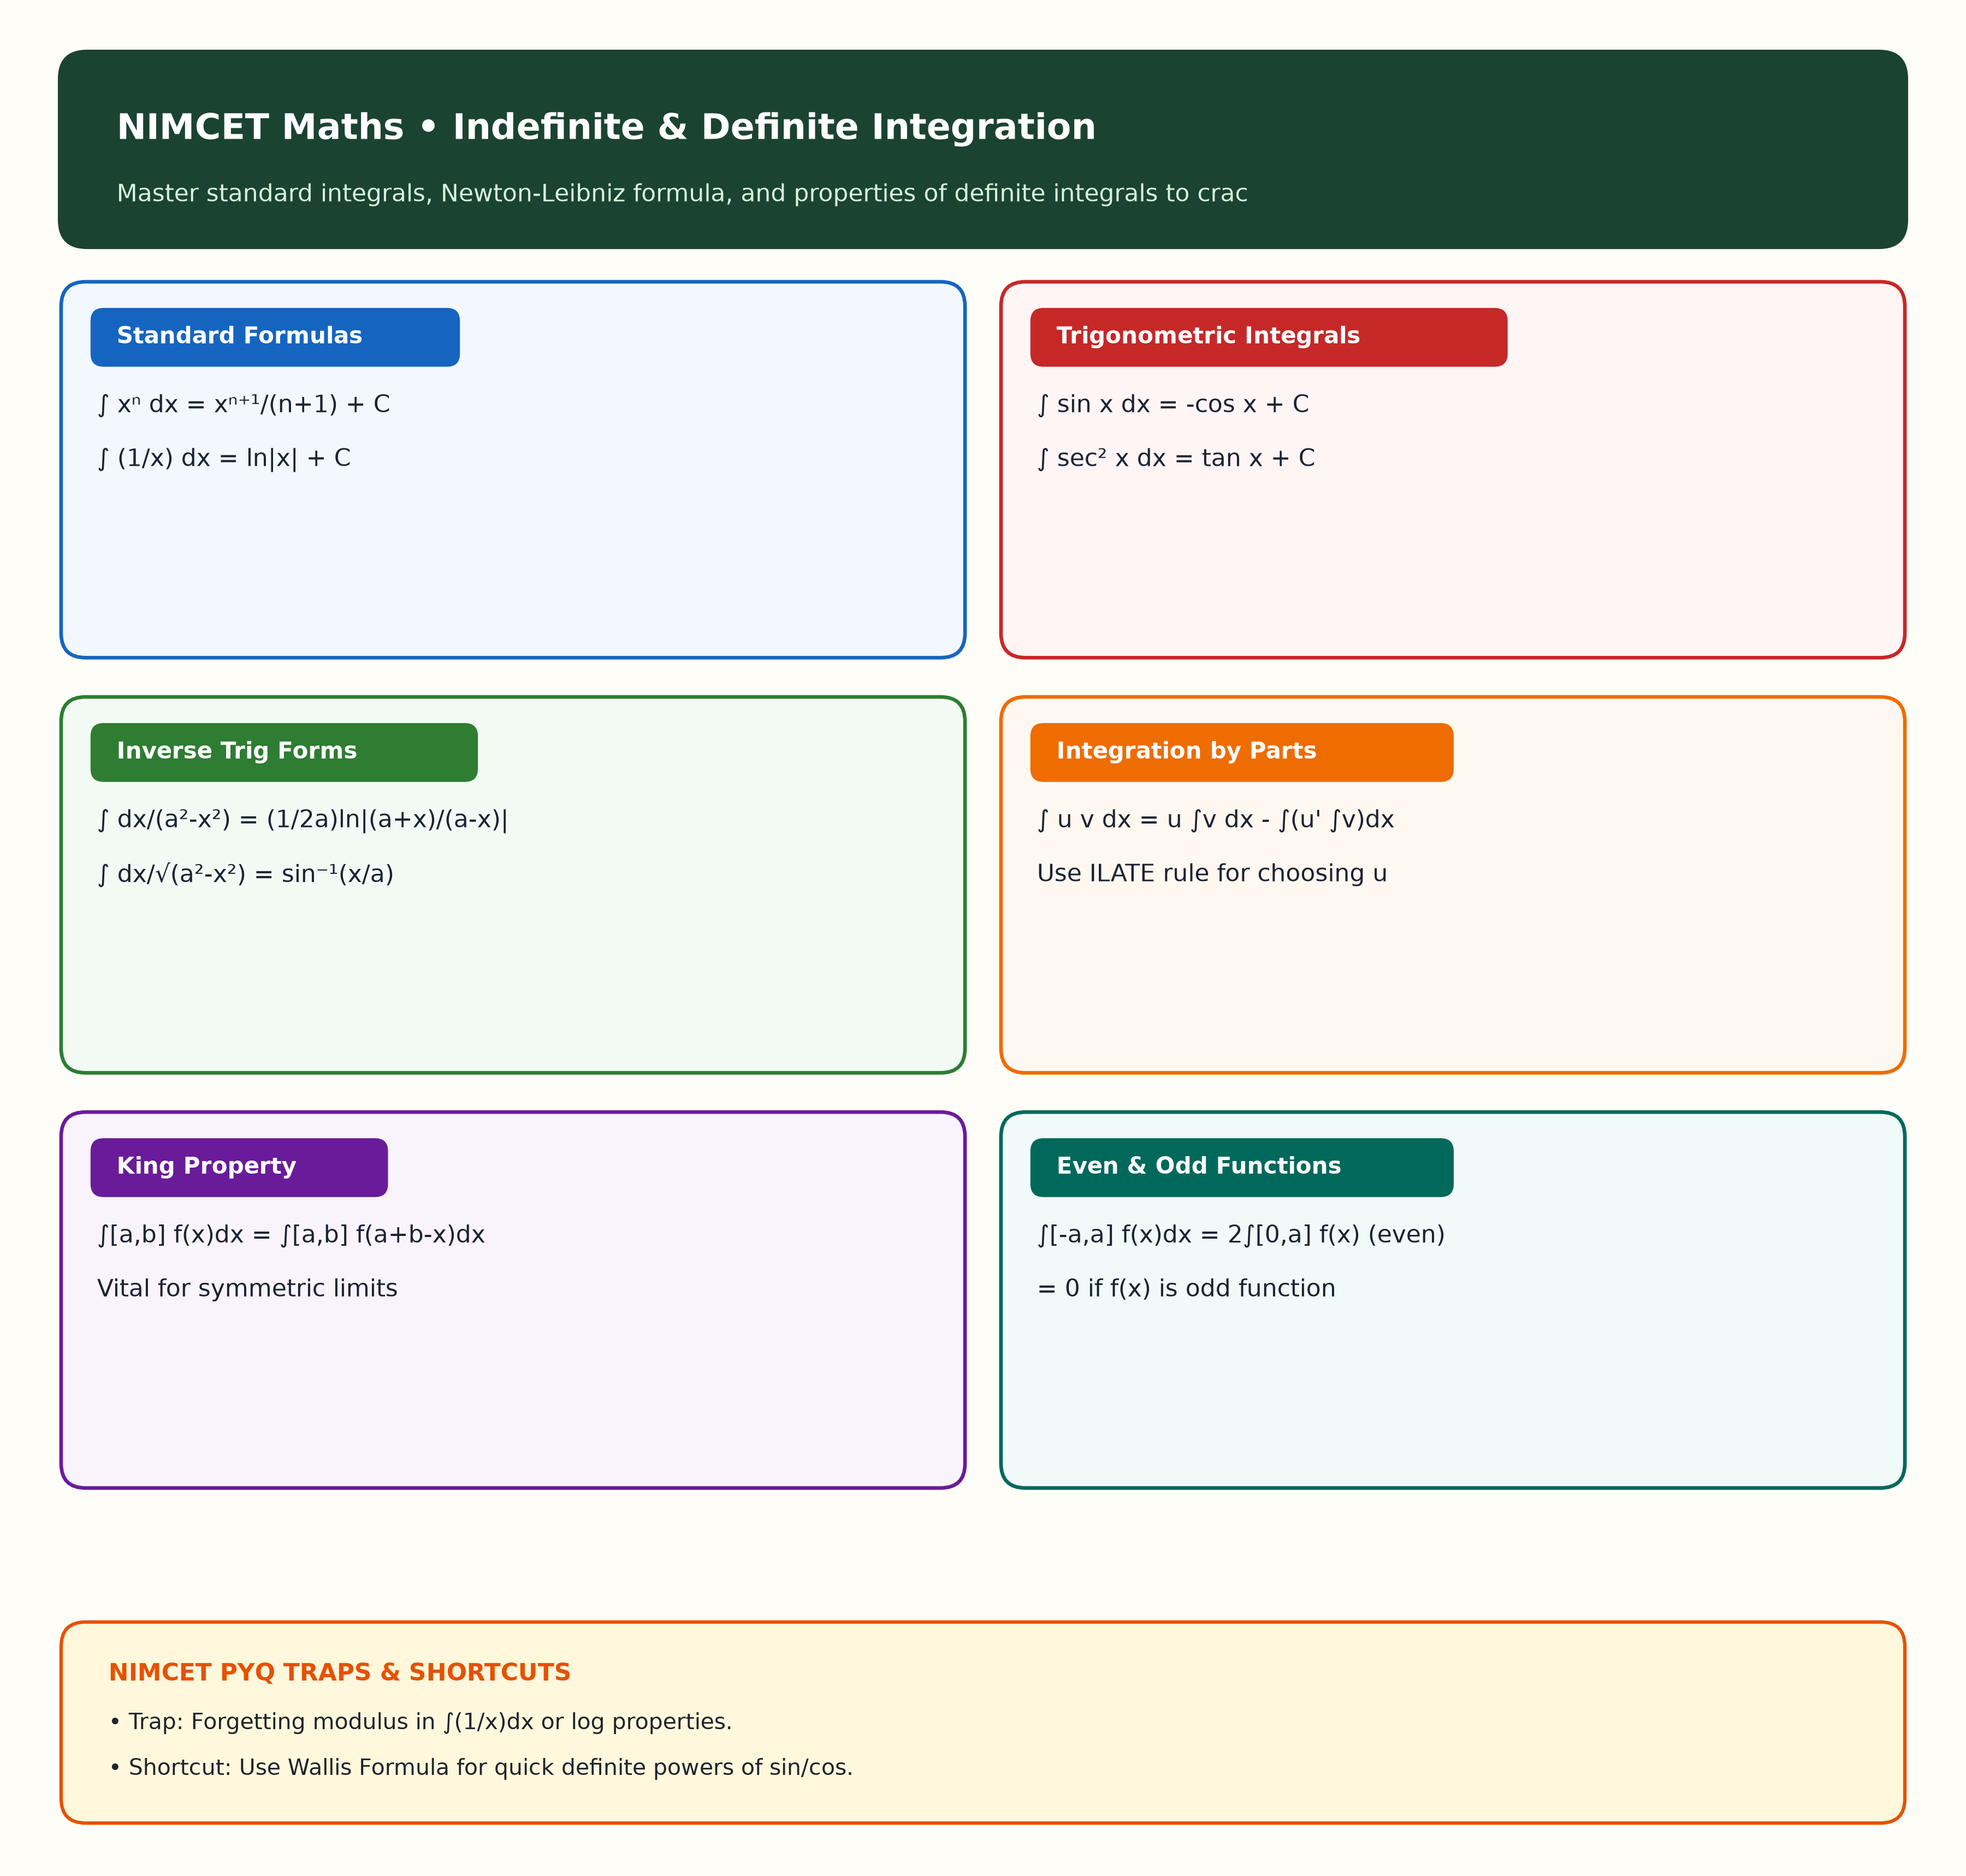 NIMCET Maths • Indefinite & Definite Integration
Master standard integrals, Newton-Leibniz formula, and properties of definite integrals to crac
Standard Formulas
∫ xⁿ dx = xⁿ⁺¹/(n+1) + C
∫ (1/x) dx = ln|x| + C
Trigonometric Integrals
∫ sin x dx = -cos x + C
∫ sec² x dx = tan x + C
Inverse Trig Forms
∫ dx/(a²-x²) = (1/2a)ln|(a+x)/(a-x)|
∫ dx/√(a²-x²) = sin⁻¹(x/a)
Integration by Parts
∫ u v dx = u ∫v dx - ∫(u' ∫v)dx
Use ILATE rule for choosing u
King Property
∫[a,b] f(x)dx = ∫[a,b] f(a+b-x)dx
Vital for symmetric limits
Even & Odd Functions
∫[-a,a] f(x)dx = 2∫[0,a] f(x) (even)
= 0 if f(x) is odd function
NIMCET PYQ TRAPS & SHORTCUTS
• Trap: Forgetting modulus in ∫(1/x)dx or log properties.
• Shortcut: Use Wallis Formula for quick definite powers of sin/cos.